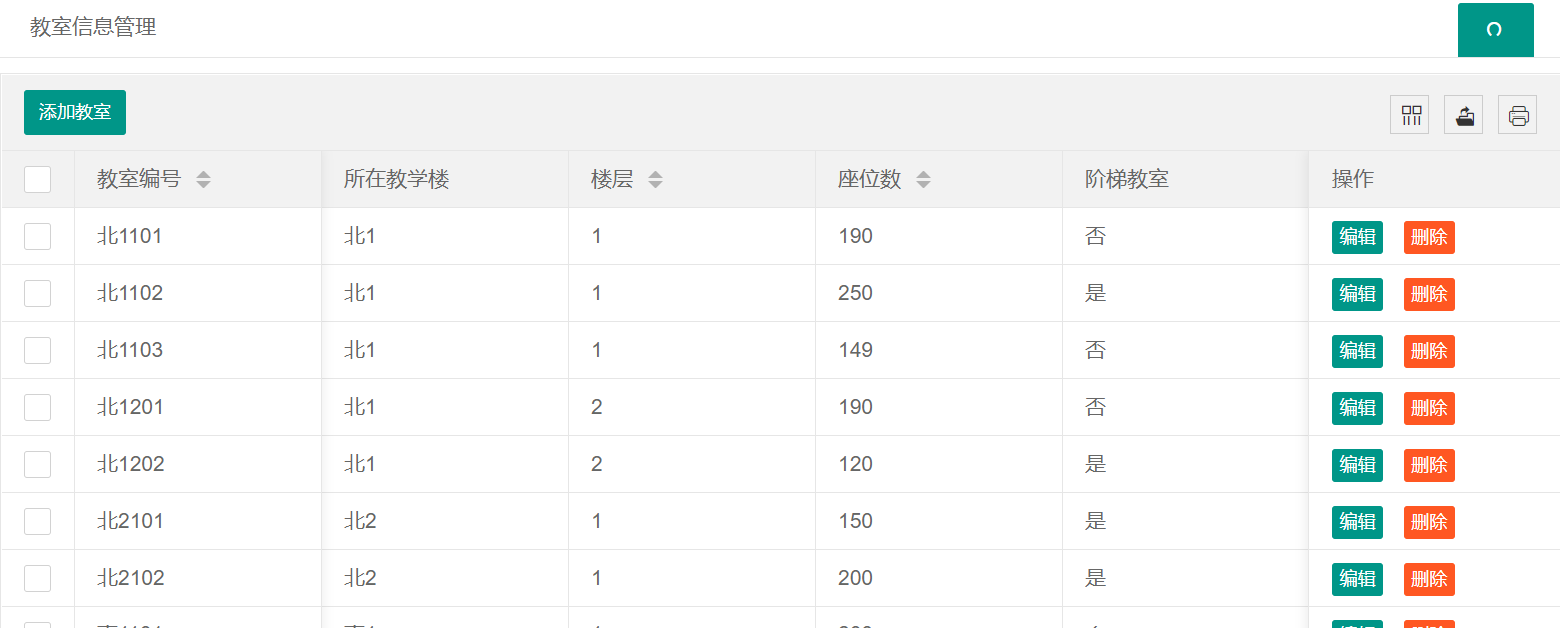 教室信息管理
添加教室
教室编号 所在教学楼 楼层 座位数 阶梯教室 操作
北1101 北1 1 190 否 编辑 删除
北1102 北1 1 250 是 编辑 删除
北1103 北1 1 149 否 编辑 删除
北1201 北1 2 190 否 编辑 删除
北1202 北1 2 120 是 编辑 删除
北2101 北2 1 150 是 编辑 删除
北2102 北2 1 200 是 编辑 删除